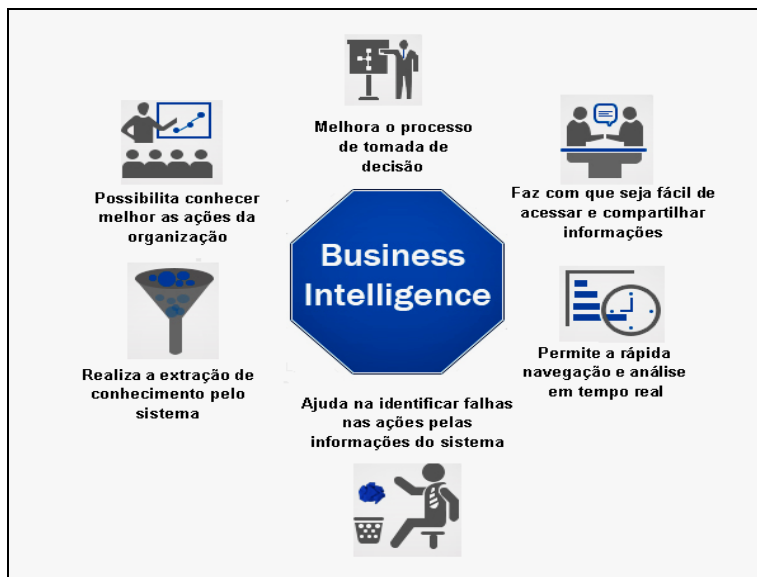 Melhora o processo
de tomada de
decisão
Possibilita conhecer
melhor as ações da
organização
Faz com que seja fácil de
acessar e compartilhar
informações
Business
Intelligence
Realiza a extração de
conhecimento pelo
sistema
Permite a rápida
navegação e análise
em tempo real
Ajuda na identificar falhas
nas ações pelas
informações do sistema